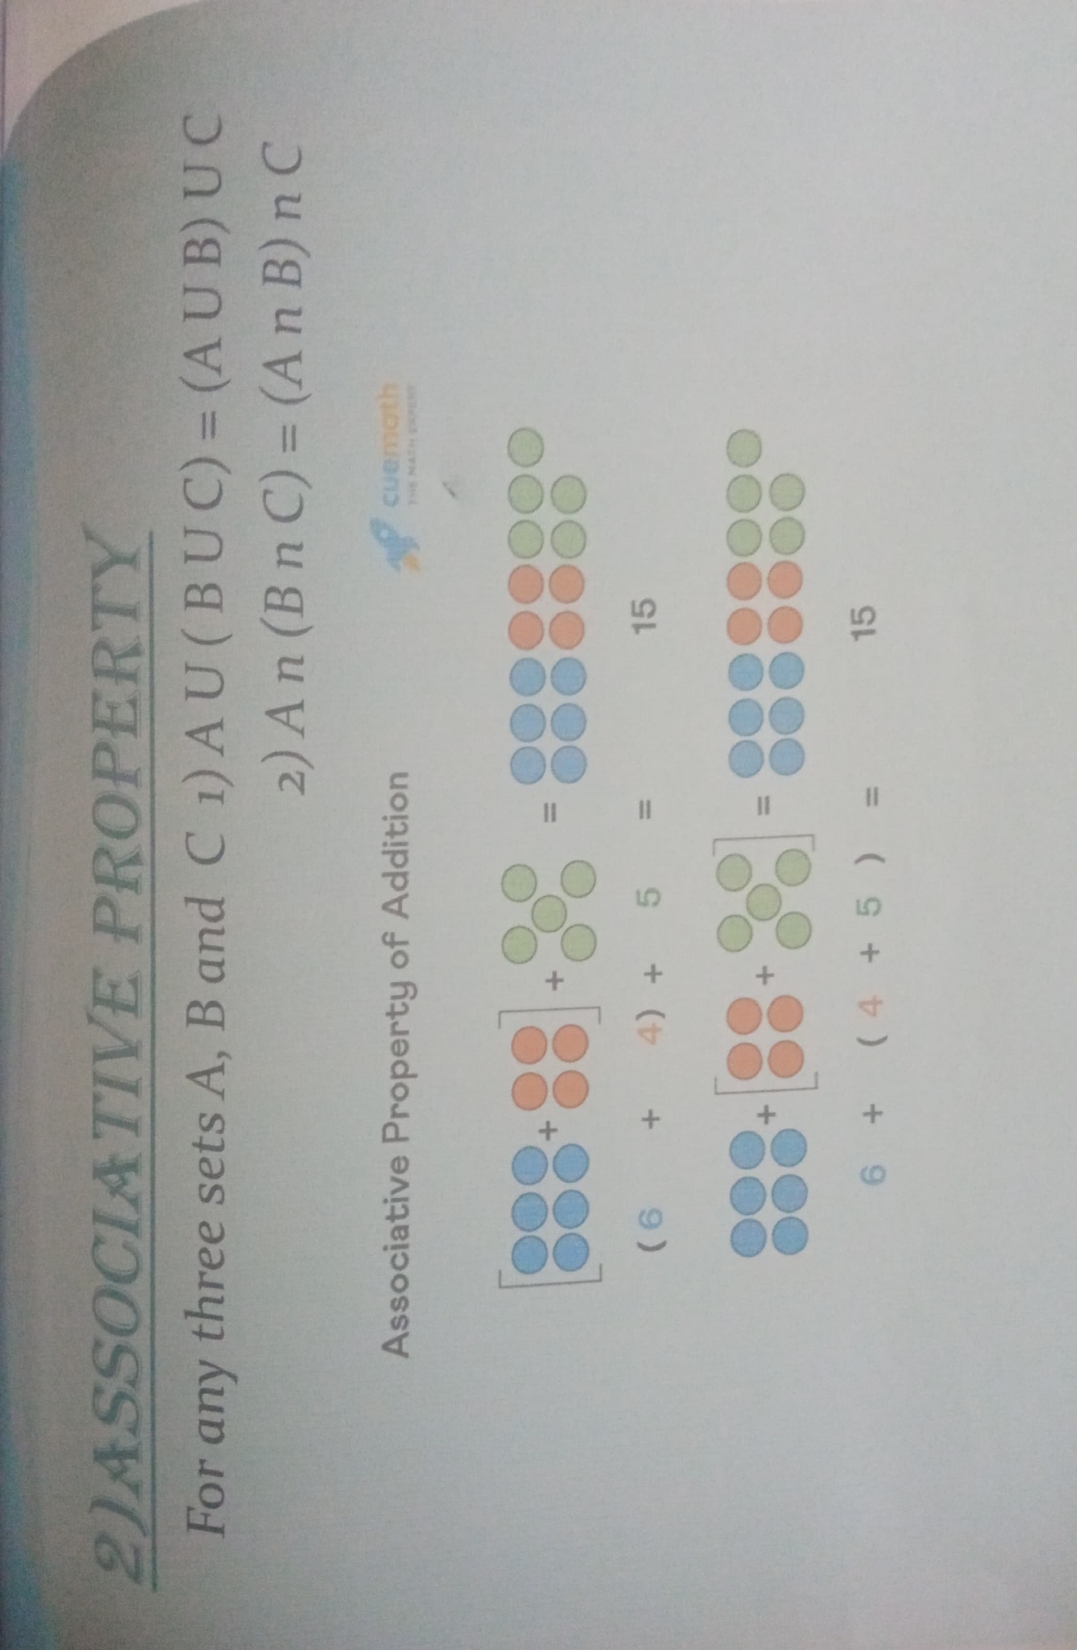 2)ASSOCIATIVE PROPERTY
For any three sets A, B and C 1) A U ( B U C) = (A U B) U C
2) A n (B n C) = (A n B) n C
cuemath
THE MATH EXPERT
Associative Property of Addition
+ + =
(6 + 4) + 5 = 15
+ + =
6 + (4 + 5) = 15